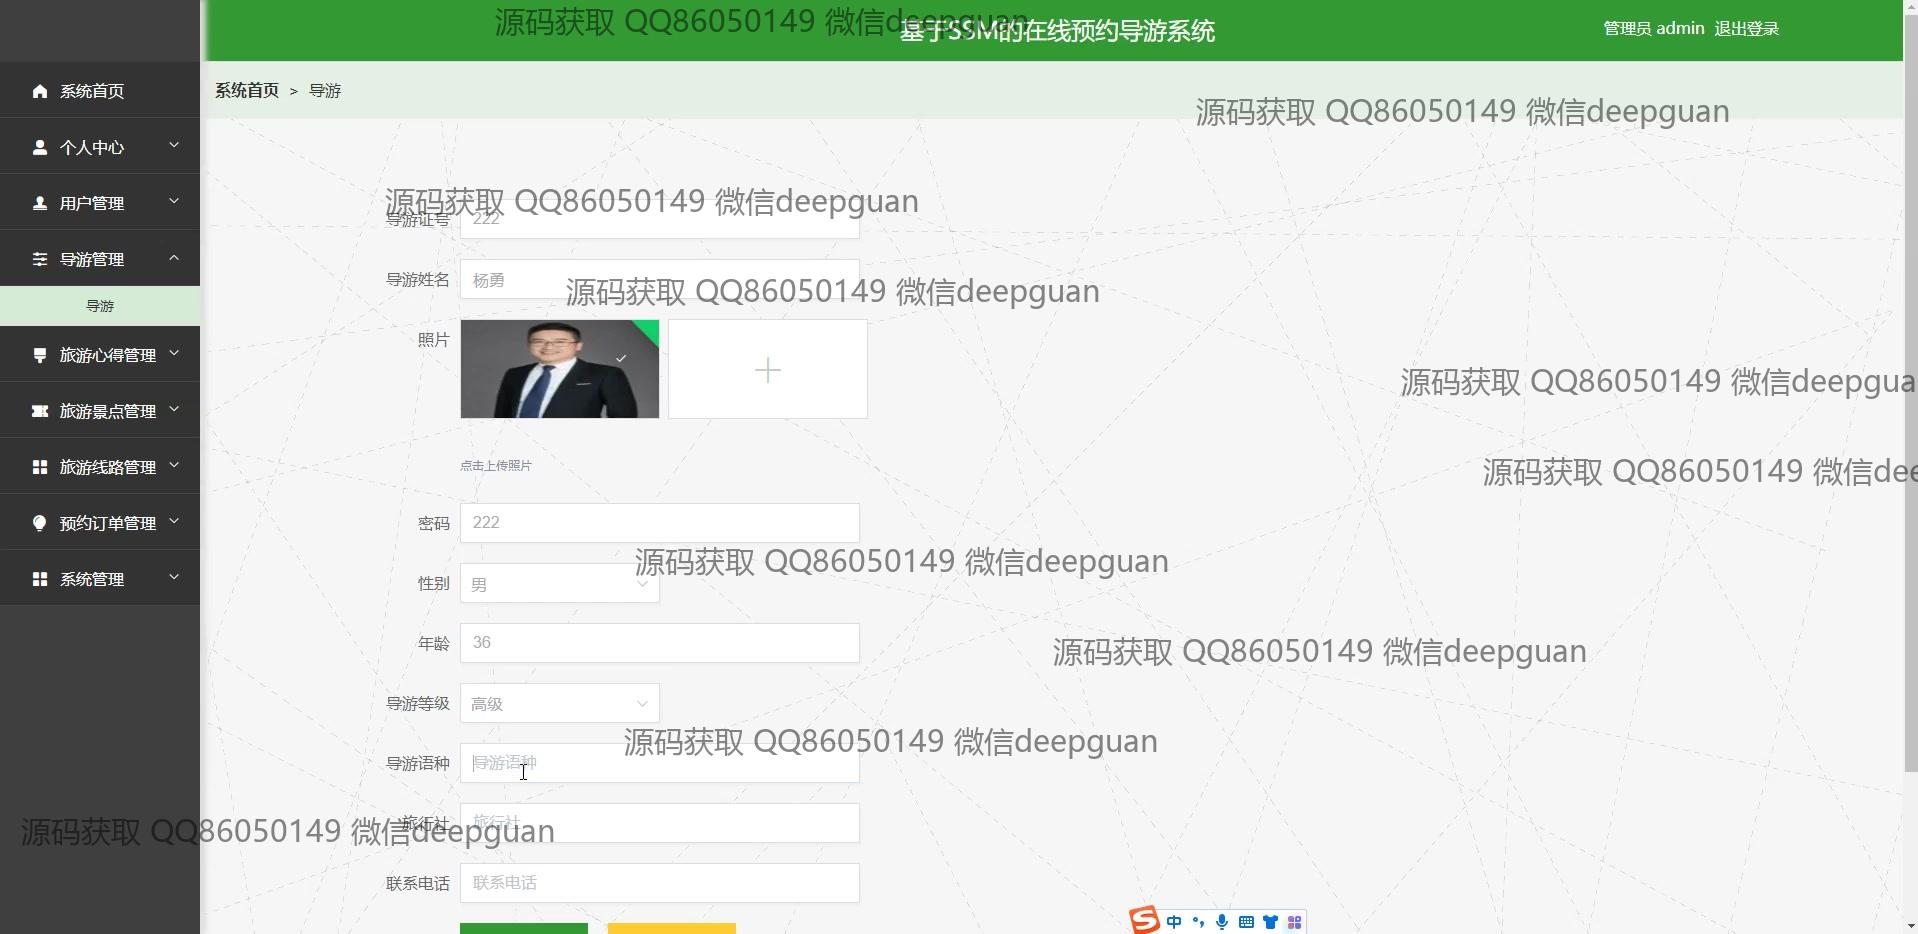 源码获取 QQ86050149 微信deepguan
基于SSM的在线预约导游系统
管理员 admin 退出登录
系统首页
系统首页 > 导游
源码获取 QQ86050149 微信deepguan
个人中心
用户管理
源码获取 QQ86050149 微信deepguan
导游证号 222
导游管理
导游姓名 杨勇
源码获取 QQ86050149 微信deepguan
导游
照片
旅游心得管理
源码获取 QQ86050149 微信deepgua
旅游景点管理
旅游线路管理
点击上传照片
源码获取 QQ86050149 微信dee
预约订单管理
密码 222
源码获取 QQ86050149 微信deepguan
系统管理
性别 男
年龄 36
源码获取 QQ86050149 微信deepguan
导游等级 高级
源码获取 QQ86050149 微信deepguan
导游语种 导游语种
旅行社 旅行社
源码获取 QQ86050149 微信deepguan
联系电话 联系电话
S 中